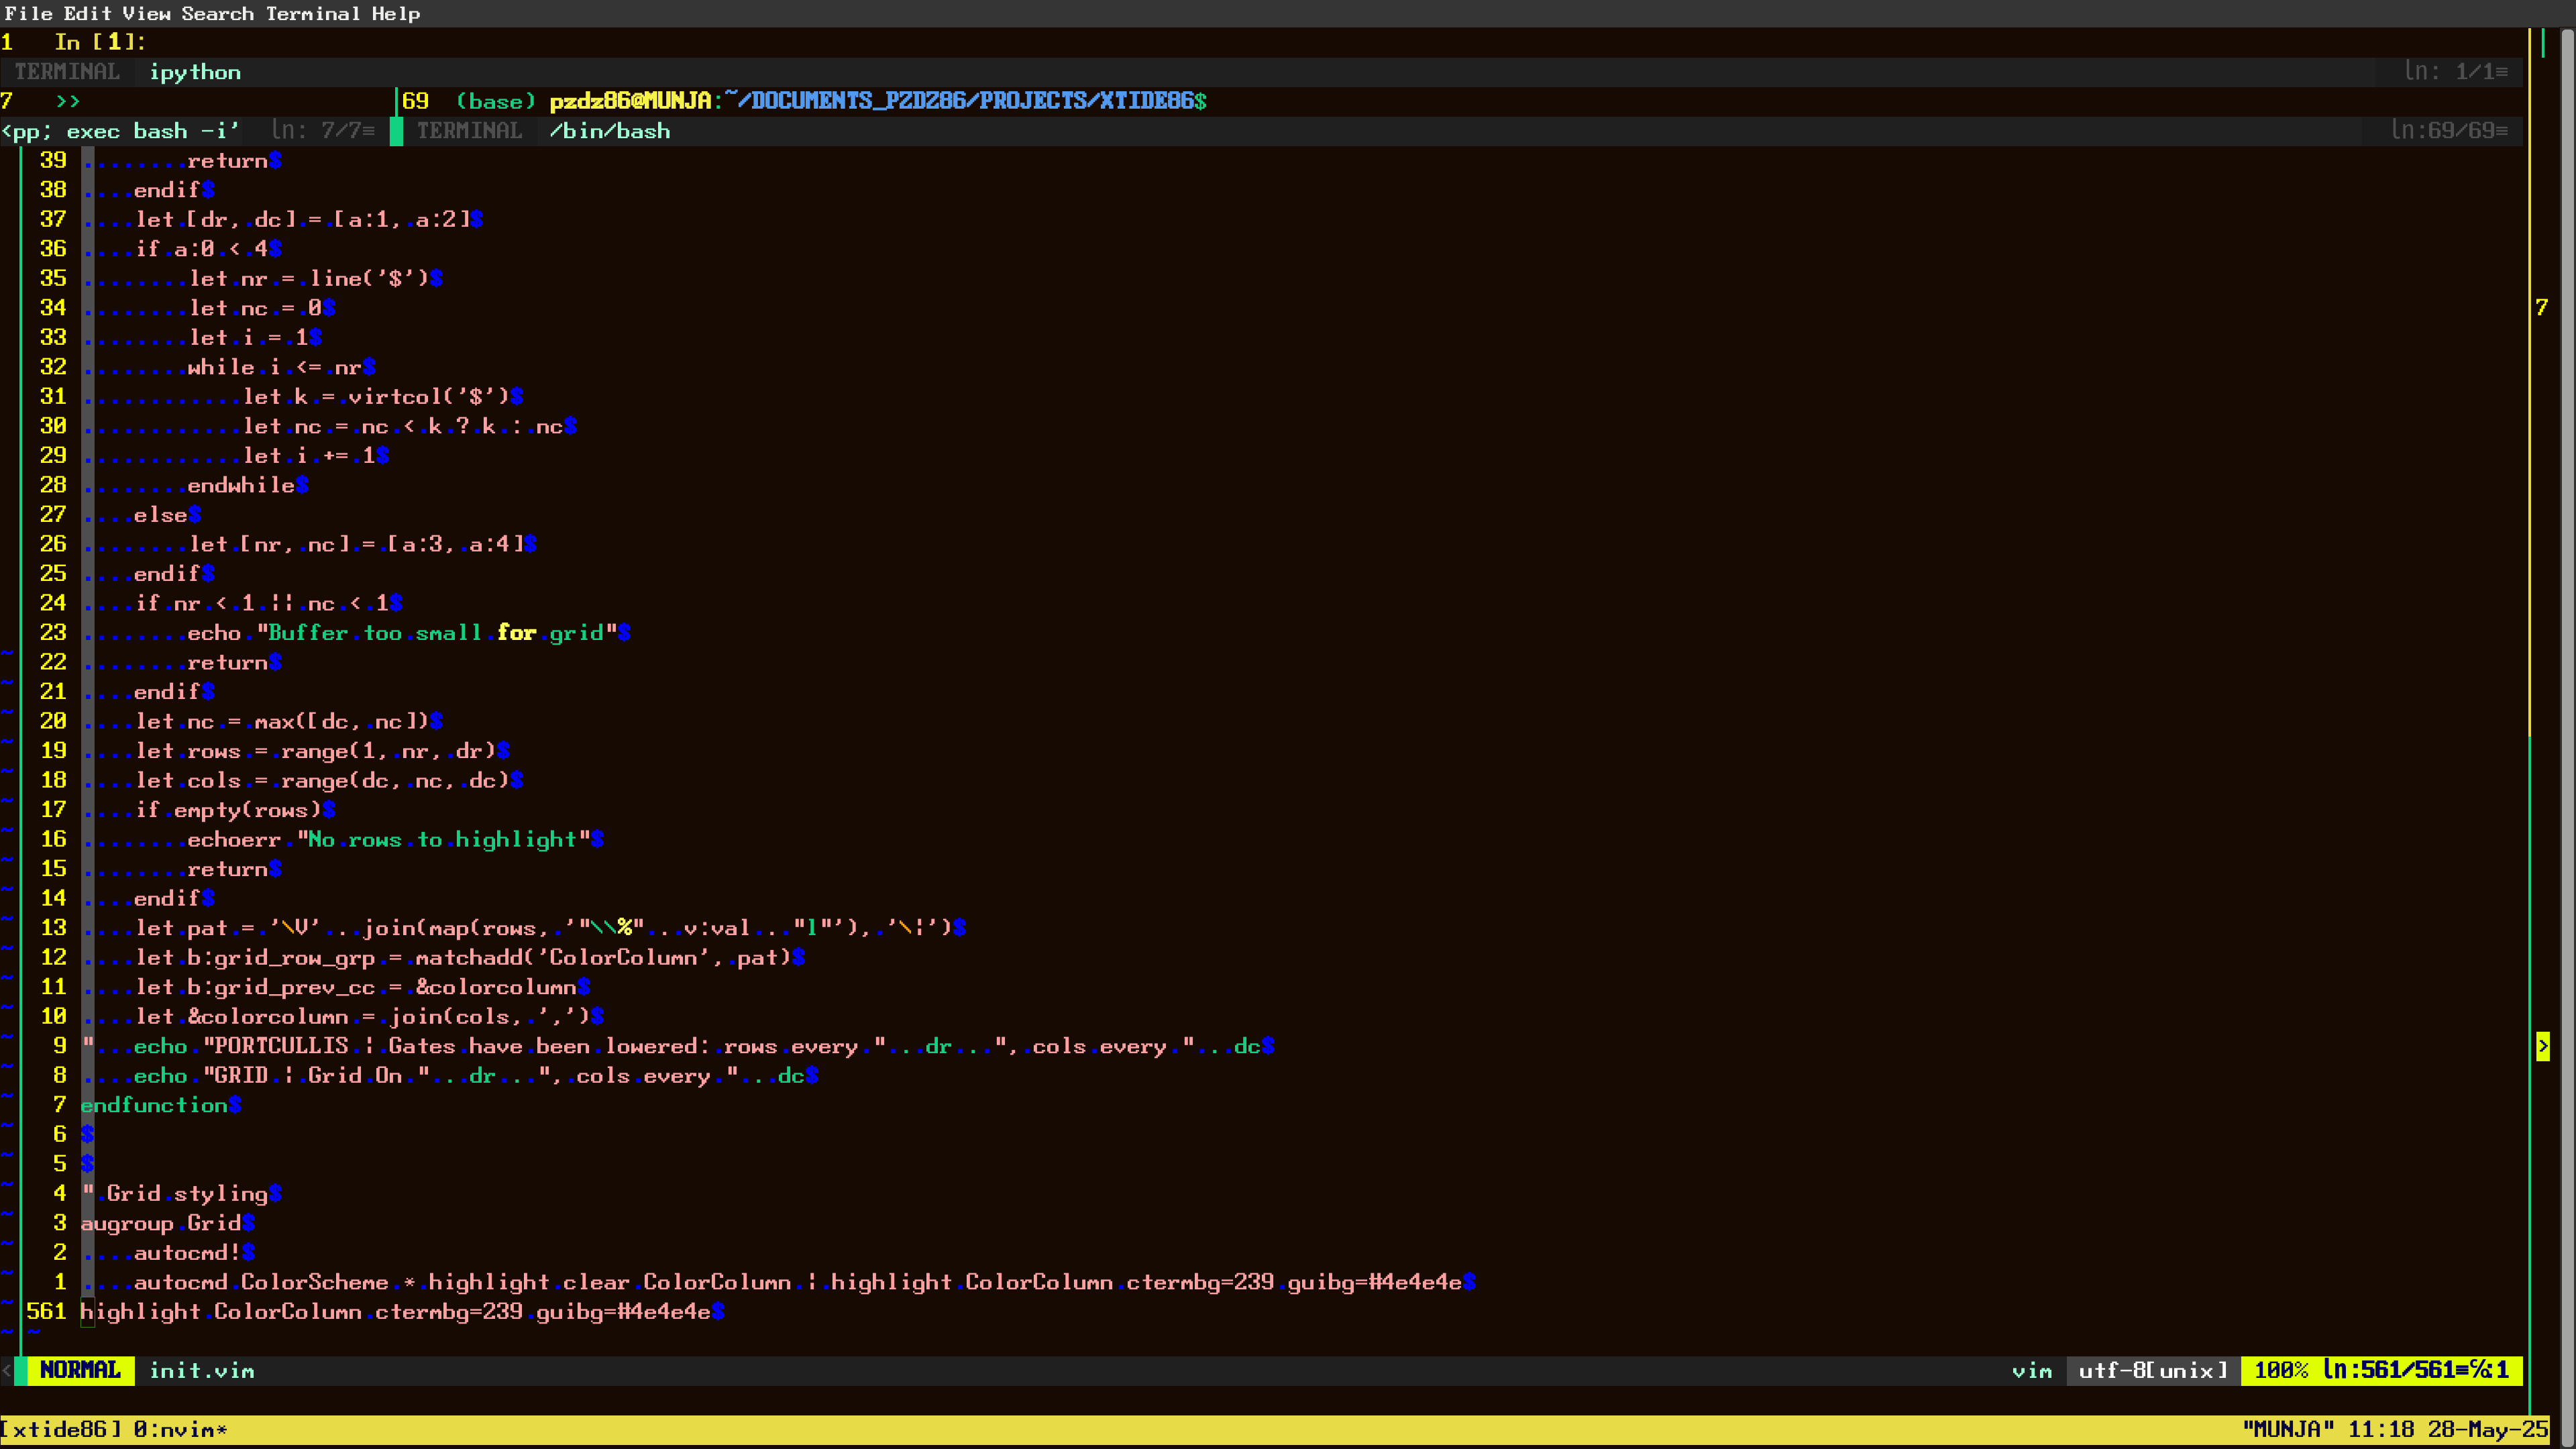 File Edit View Search Terminal Help
1 In [1]:
TERMINAL ipython ln: 1/1≡
7 >> 69 (base) pzdz86@MUNJA:~/DOCUMENTS_PZDZ86/PROJECTS/XTIDE86$
<pp; exec bash -i' ln: 7/7≡ TERMINAL /bin/bash ln:69/69≡
39 ........return$
38 ....endif$
37 ....let.[dr,.dc].=.[a:1,.a:2]$
36 ....if.a:0.<.4$
35 ........let.nr.=.line('$')$
34 ........let.nc.=.0$
7
33 ........let.i.=.1$
32 ........while.i.<=.nr$
31 ............let.k.=.virtcol('$')$
30 ............let.nc.=.nc.<.k.?.k.:.nc$
29 ............let.i.+=.1$
28 ........endwhile$
27 ....else$
26 ........let.[nr,.nc].=.[a:3,.a:4]$
25 ....endif$
24 ....if.nr.<.1.||.nc.<.1$
23 ........echo."Buffer.too.small.for.grid"$
~ 22 ........return$
~ 21 ....endif$
~ 20 ....let.nc.=.max([dc,.nc])$
~ 19 ....let.rows.=.range(1,.nr,.dr)$
~ 18 ....let.cols.=.range(dc,.nc,.dc)$
~ 17 ....if.empty(rows)$
~ 16 ........echoerr."No.rows.to.highlight"$
~ 15 ........return$
~ 14 ....endif$
~ 13 ....let.pat.=.'\V'...join(map(rows,.'"\\%"...v:val..."l"'),.'\|')$
~ 12 ....let.b:grid_row_grp.=.matchadd('ColorColumn',.pat)$
~ 11 ....let.b:grid_prev_cc.=.&colorcolumn$
~ 10 ....let.&colorcolumn.=.join(cols,.',')$
~ 9 "...echo."PORTCULLIS.|.Gates.have.been.lowered:.rows.every."...dr...",.cols.every."...dc$ >
~ 8 ....echo."GRID.|.Grid.On."...dr...",.cols.every."...dc$
~ 7 endfunction$
~ 6 $
~ 5 $
~ 4 ".Grid.styling$
~ 3 augroup.Grid$
~ 2 ....autocmd!$
~ 1 ....autocmd.ColorScheme.*.highlight.clear.ColorColumn.|.highlight.ColorColumn.ctermbg=239.guibg=#4e4e4e$
~ 561 highlight.ColorColumn.ctermbg=239.guibg=#4e4e4e$
~ ~
< NORMAL init.vim vim utf-8[unix] 100% ln:561/561≡℅:1
[xtide86] 0:nvim* "MUNJA" 11:18 28-May-25